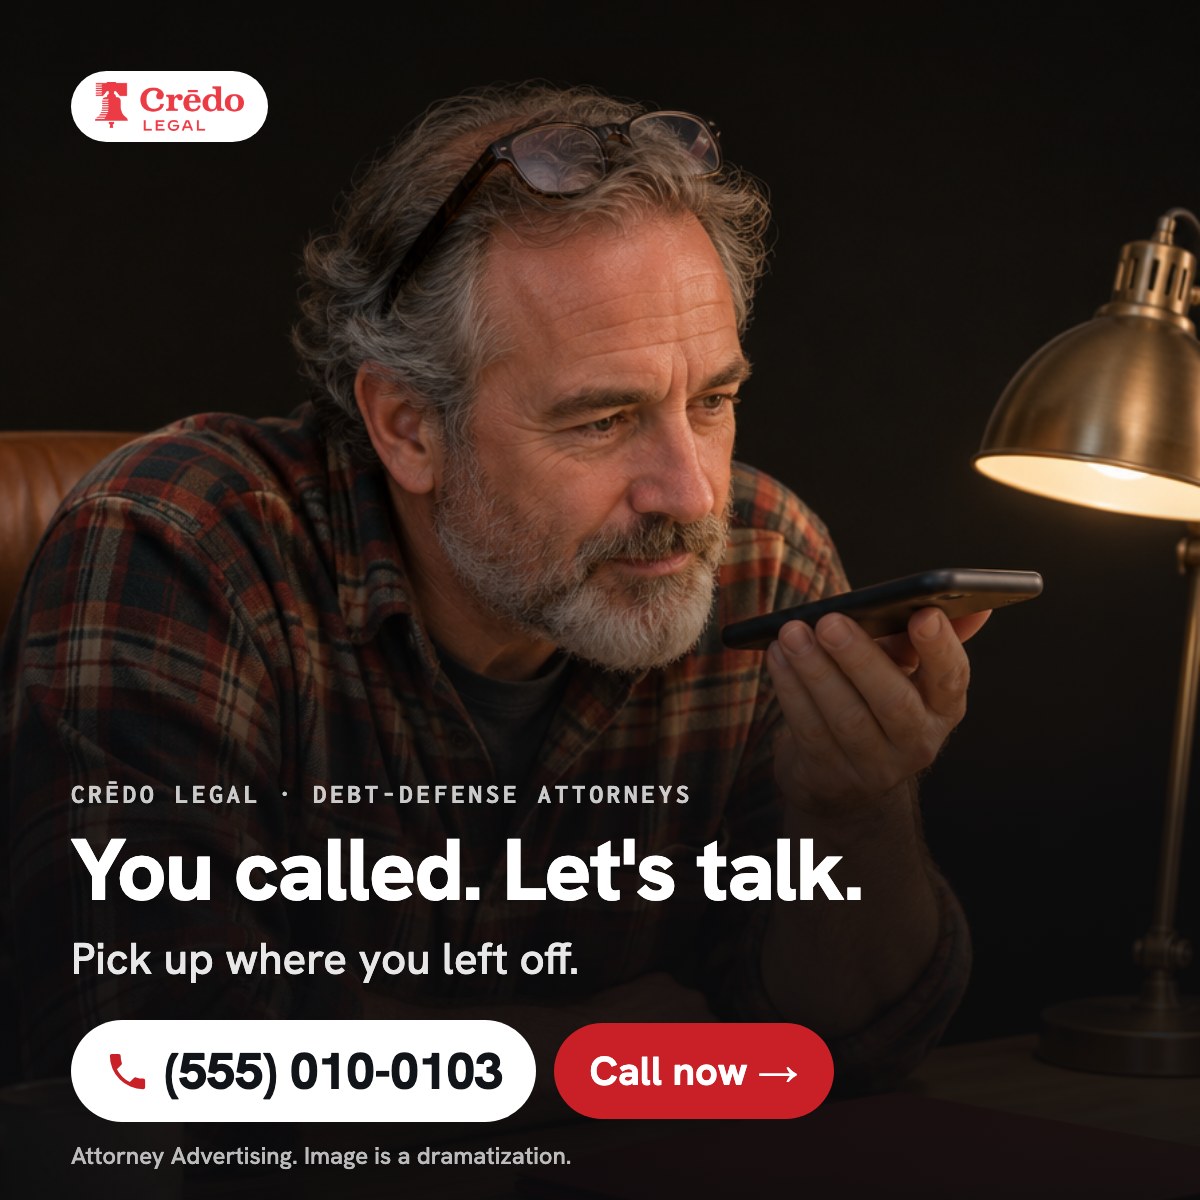 Crēdo
LEGAL
CRĒDO LEGAL · DEBT-DEFENSE ATTORNEYS
You called. Let's talk.
Pick up where you left off.
(555) 010-0103
Call now →
Attorney Advertising. Image is a dramatization.